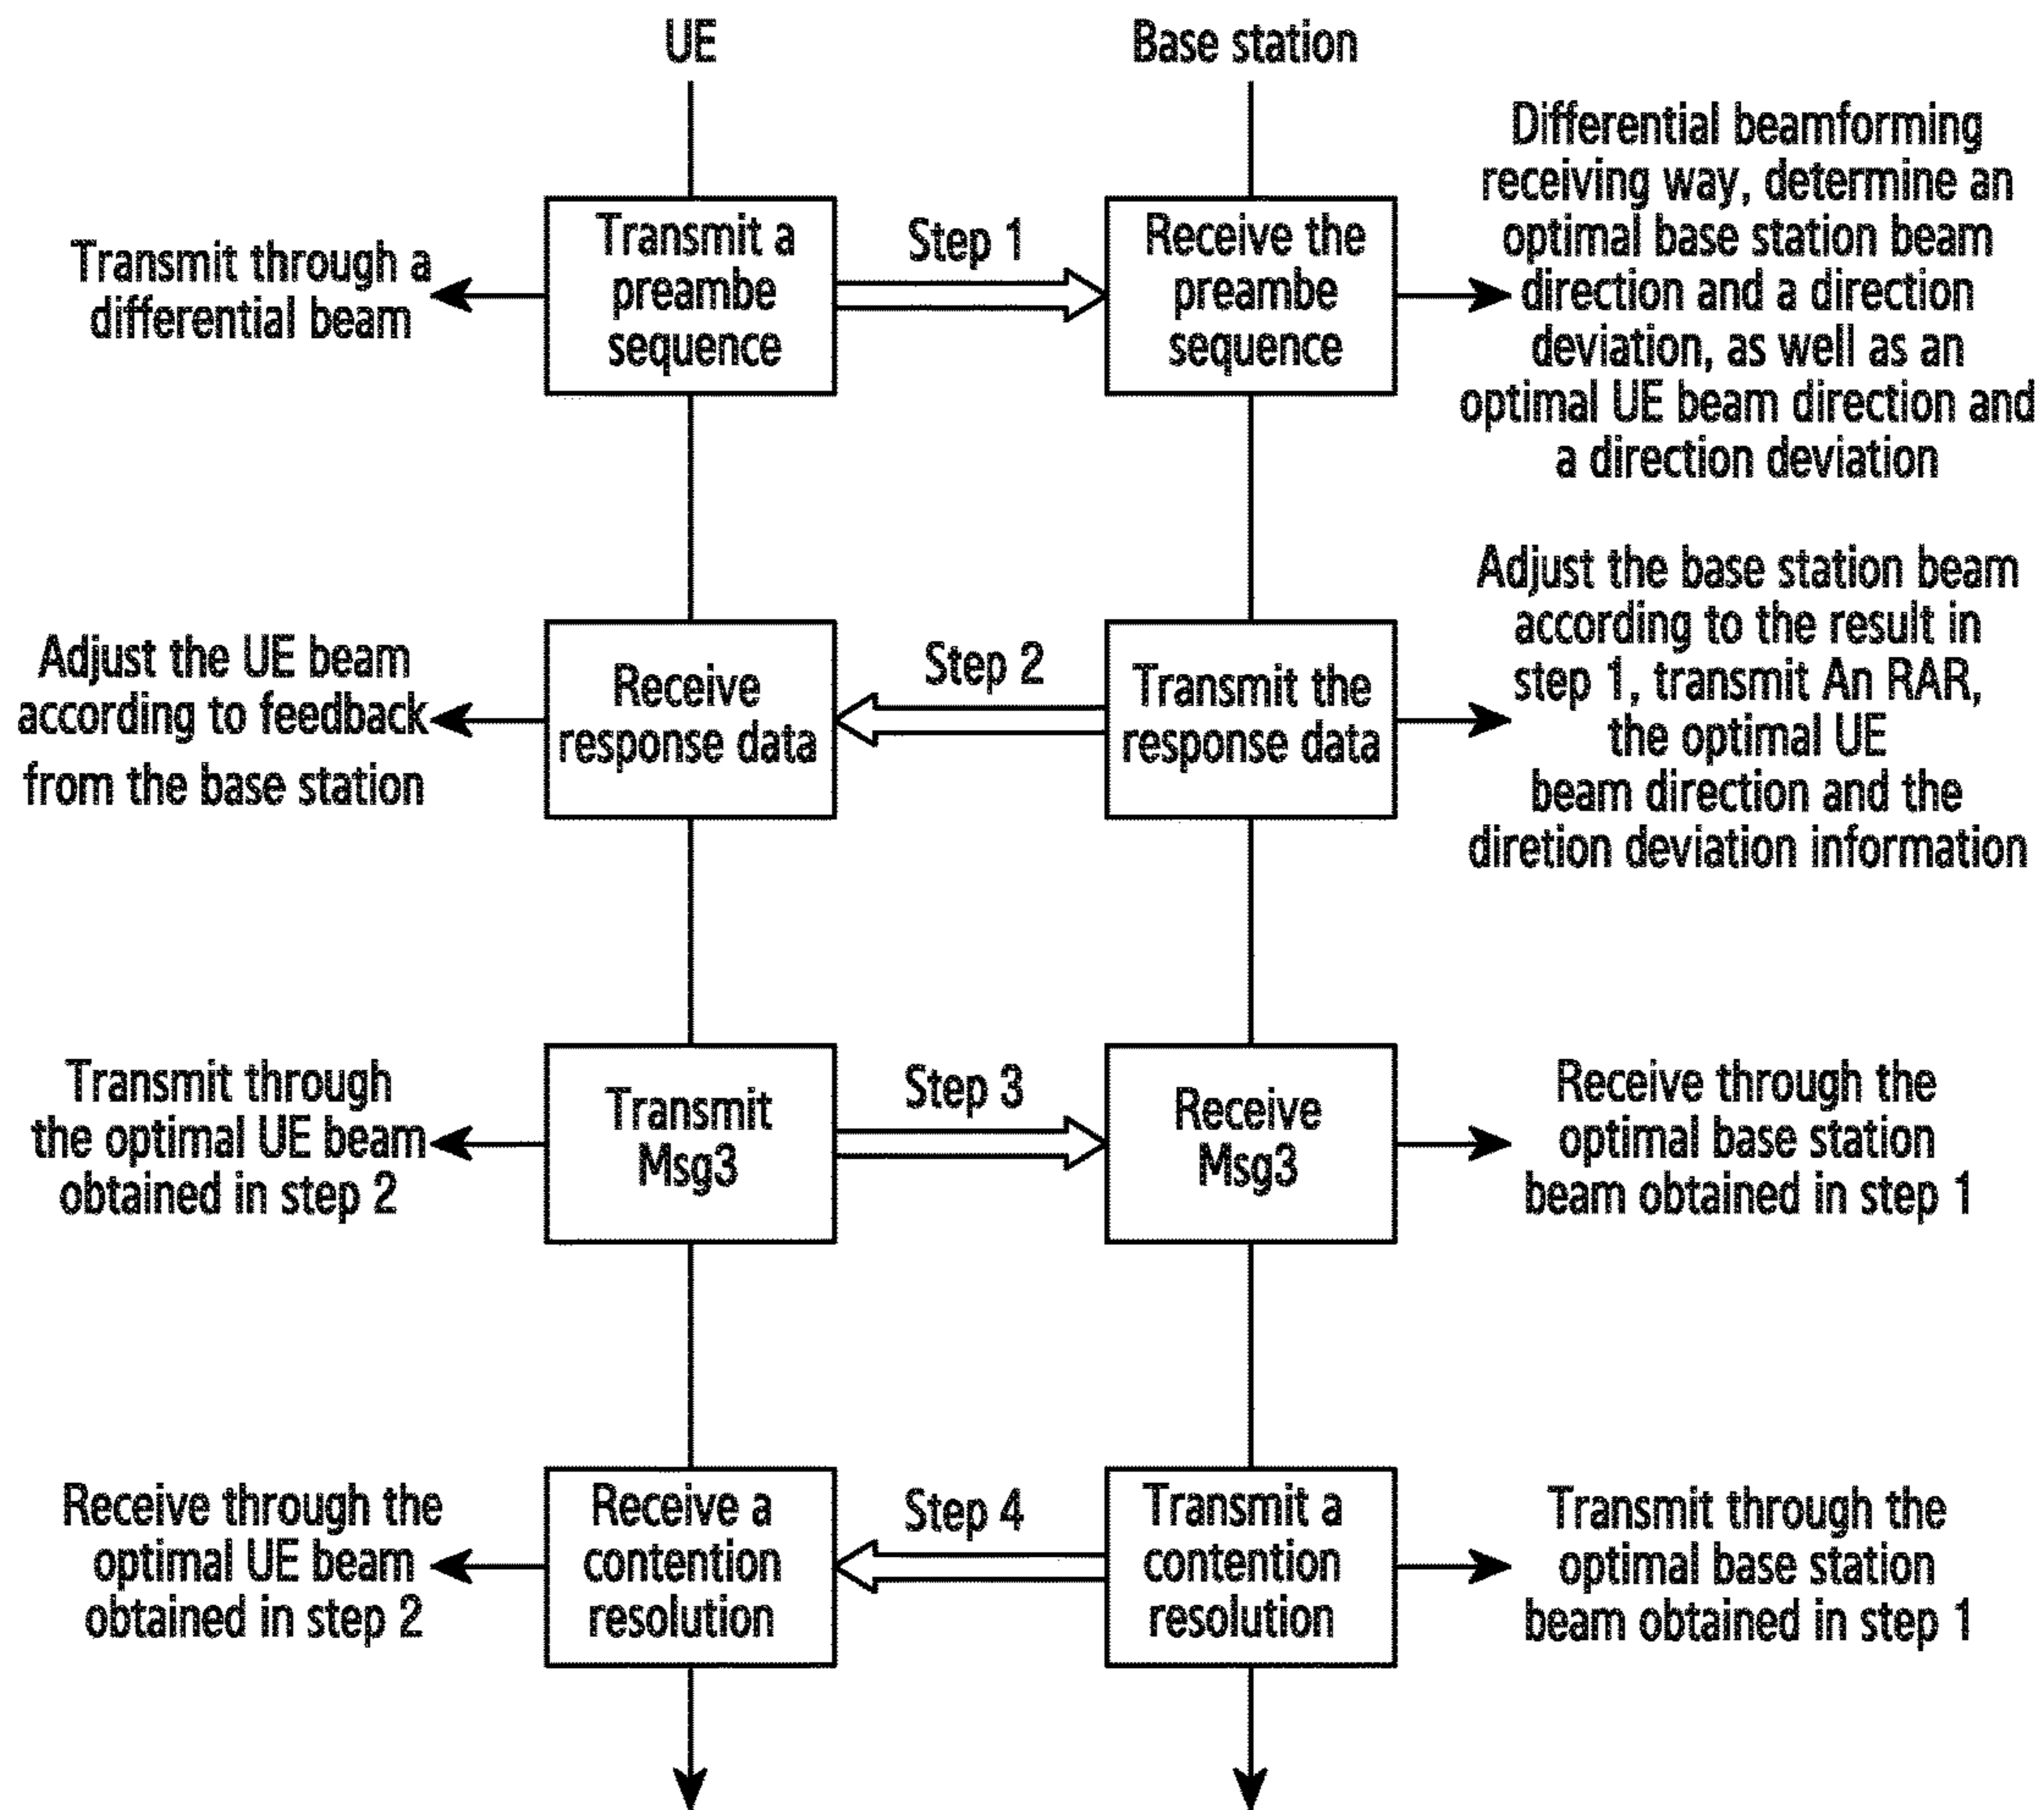 UE
Base station
Transmit through a
differential beam
Transmit a
preambe
sequence
Step 1
Receive the
preambe
sequence
Differential beamforming
receiving way, determine an
optimal base station beam
direction and a direction
deviation, as well as an
optimal UE beam direction and
a direction deviation
Adjust the UE beam
according to feedback
from the base station
Receive
response data
Step 2
Transmit the
response data
Adjust the base station beam
according to the result in
step 1, transmit An RAR,
the optimal UE
beam direction and the
diretion deviation information
Transmit through
the optimal UE beam
obtained in step 2
Transmit
Msg3
Step 3
Receive
Msg3
Receive through the
optimal base station
beam obtained in step 1
Receive through the
optimal UE beam
obtained in step 2
Receive a
contention
resolution
Step 4
Transmit a
contention
resolution
Transmit through the
optimal base station
beam obtained in step 1